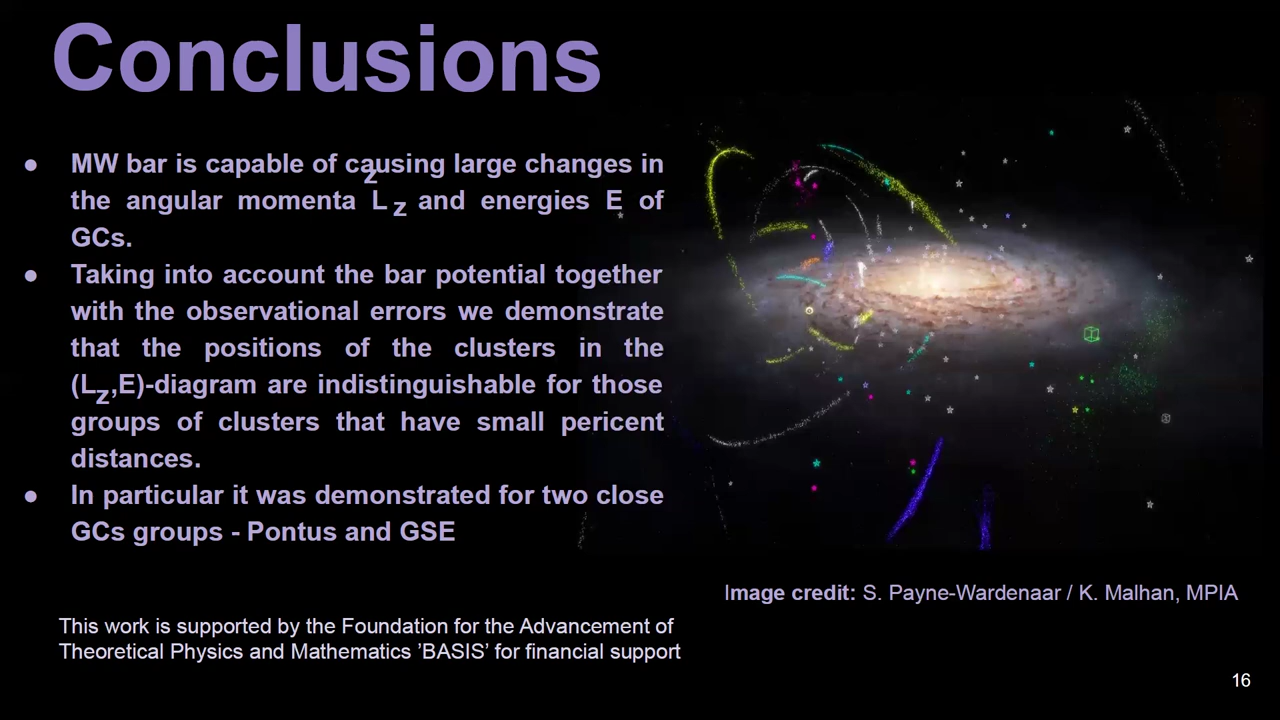 Conclusions
● MW bar is capable of causing large changes in
z
the angular momenta L z and energies E of
GCs.
● Taking into account the bar potential together
with the observational errors we demonstrate
that the positions of the clusters in the
(Lz,E)-diagram are indistinguishable for those
groups of clusters that have small pericent
distances.
● In particular it was demonstrated for two close
GCs groups - Pontus and GSE
Image credit: S. Payne-Wardenaar / K. Malhan, MPIA
This work is supported by the Foundation for the Advancement of
Theoretical Physics and Mathematics ’BASIS’ for financial support
16